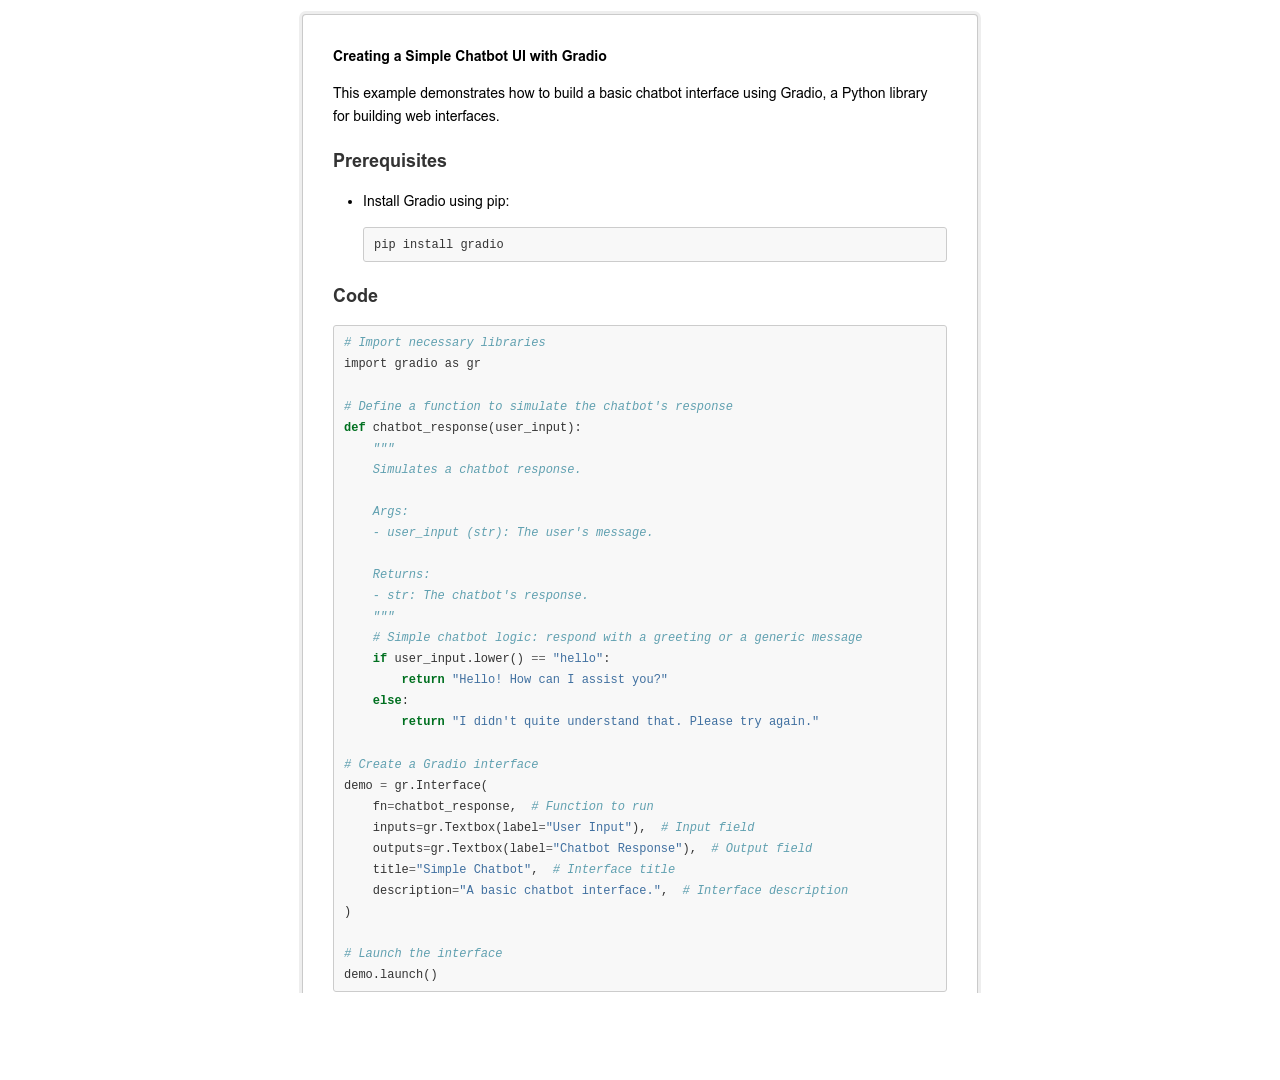 Creating a Simple Chatbot UI with Gradio
This example demonstrates how to build a basic chatbot interface using Gradio, a Python library
for building web interfaces.
Prerequisites
• Install Gradio using pip:
pip install gradio
Code
# Import necessary libraries
import gradio as gr

# Define a function to simulate the chatbot's response
def chatbot_response(user_input):
    """
    Simulates a chatbot response.

    Args:
    - user_input (str): The user's message.

    Returns:
    - str: The chatbot's response.
    """
    # Simple chatbot logic: respond with a greeting or a generic message
    if user_input.lower() == "hello":
        return "Hello! How can I assist you?"
    else:
        return "I didn't quite understand that. Please try again."

# Create a Gradio interface
demo = gr.Interface(
    fn=chatbot_response,  # Function to run
    inputs=gr.Textbox(label="User Input"),  # Input field
    outputs=gr.Textbox(label="Chatbot Response"),  # Output field
    title="Simple Chatbot",  # Interface title
    description="A basic chatbot interface.",  # Interface description
)

# Launch the interface
demo.launch()